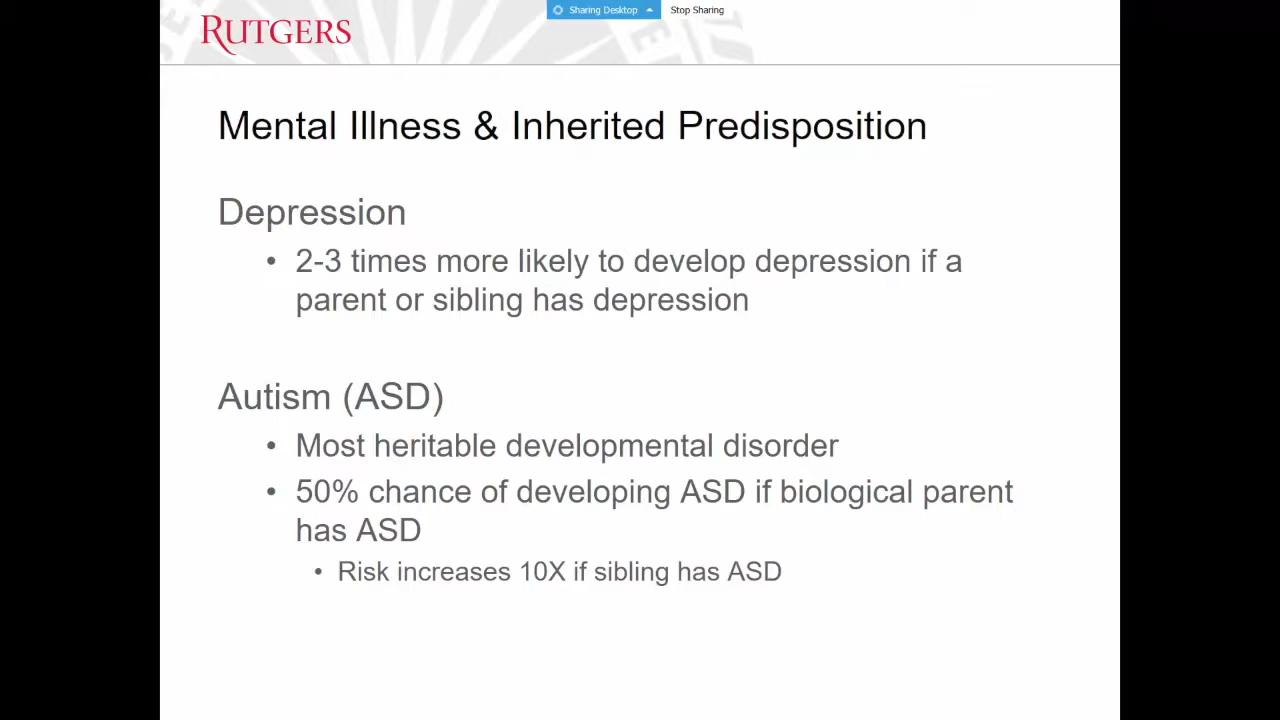 Sharing Desktop Stop Sharing
RUTGERS
Mental Illness & Inherited Predisposition
Depression
• 2-3 times more likely to develop depression if a
parent or sibling has depression
Autism (ASD)
• Most heritable developmental disorder
• 50% chance of developing ASD if biological parent
has ASD
• Risk increases 10X if sibling has ASD